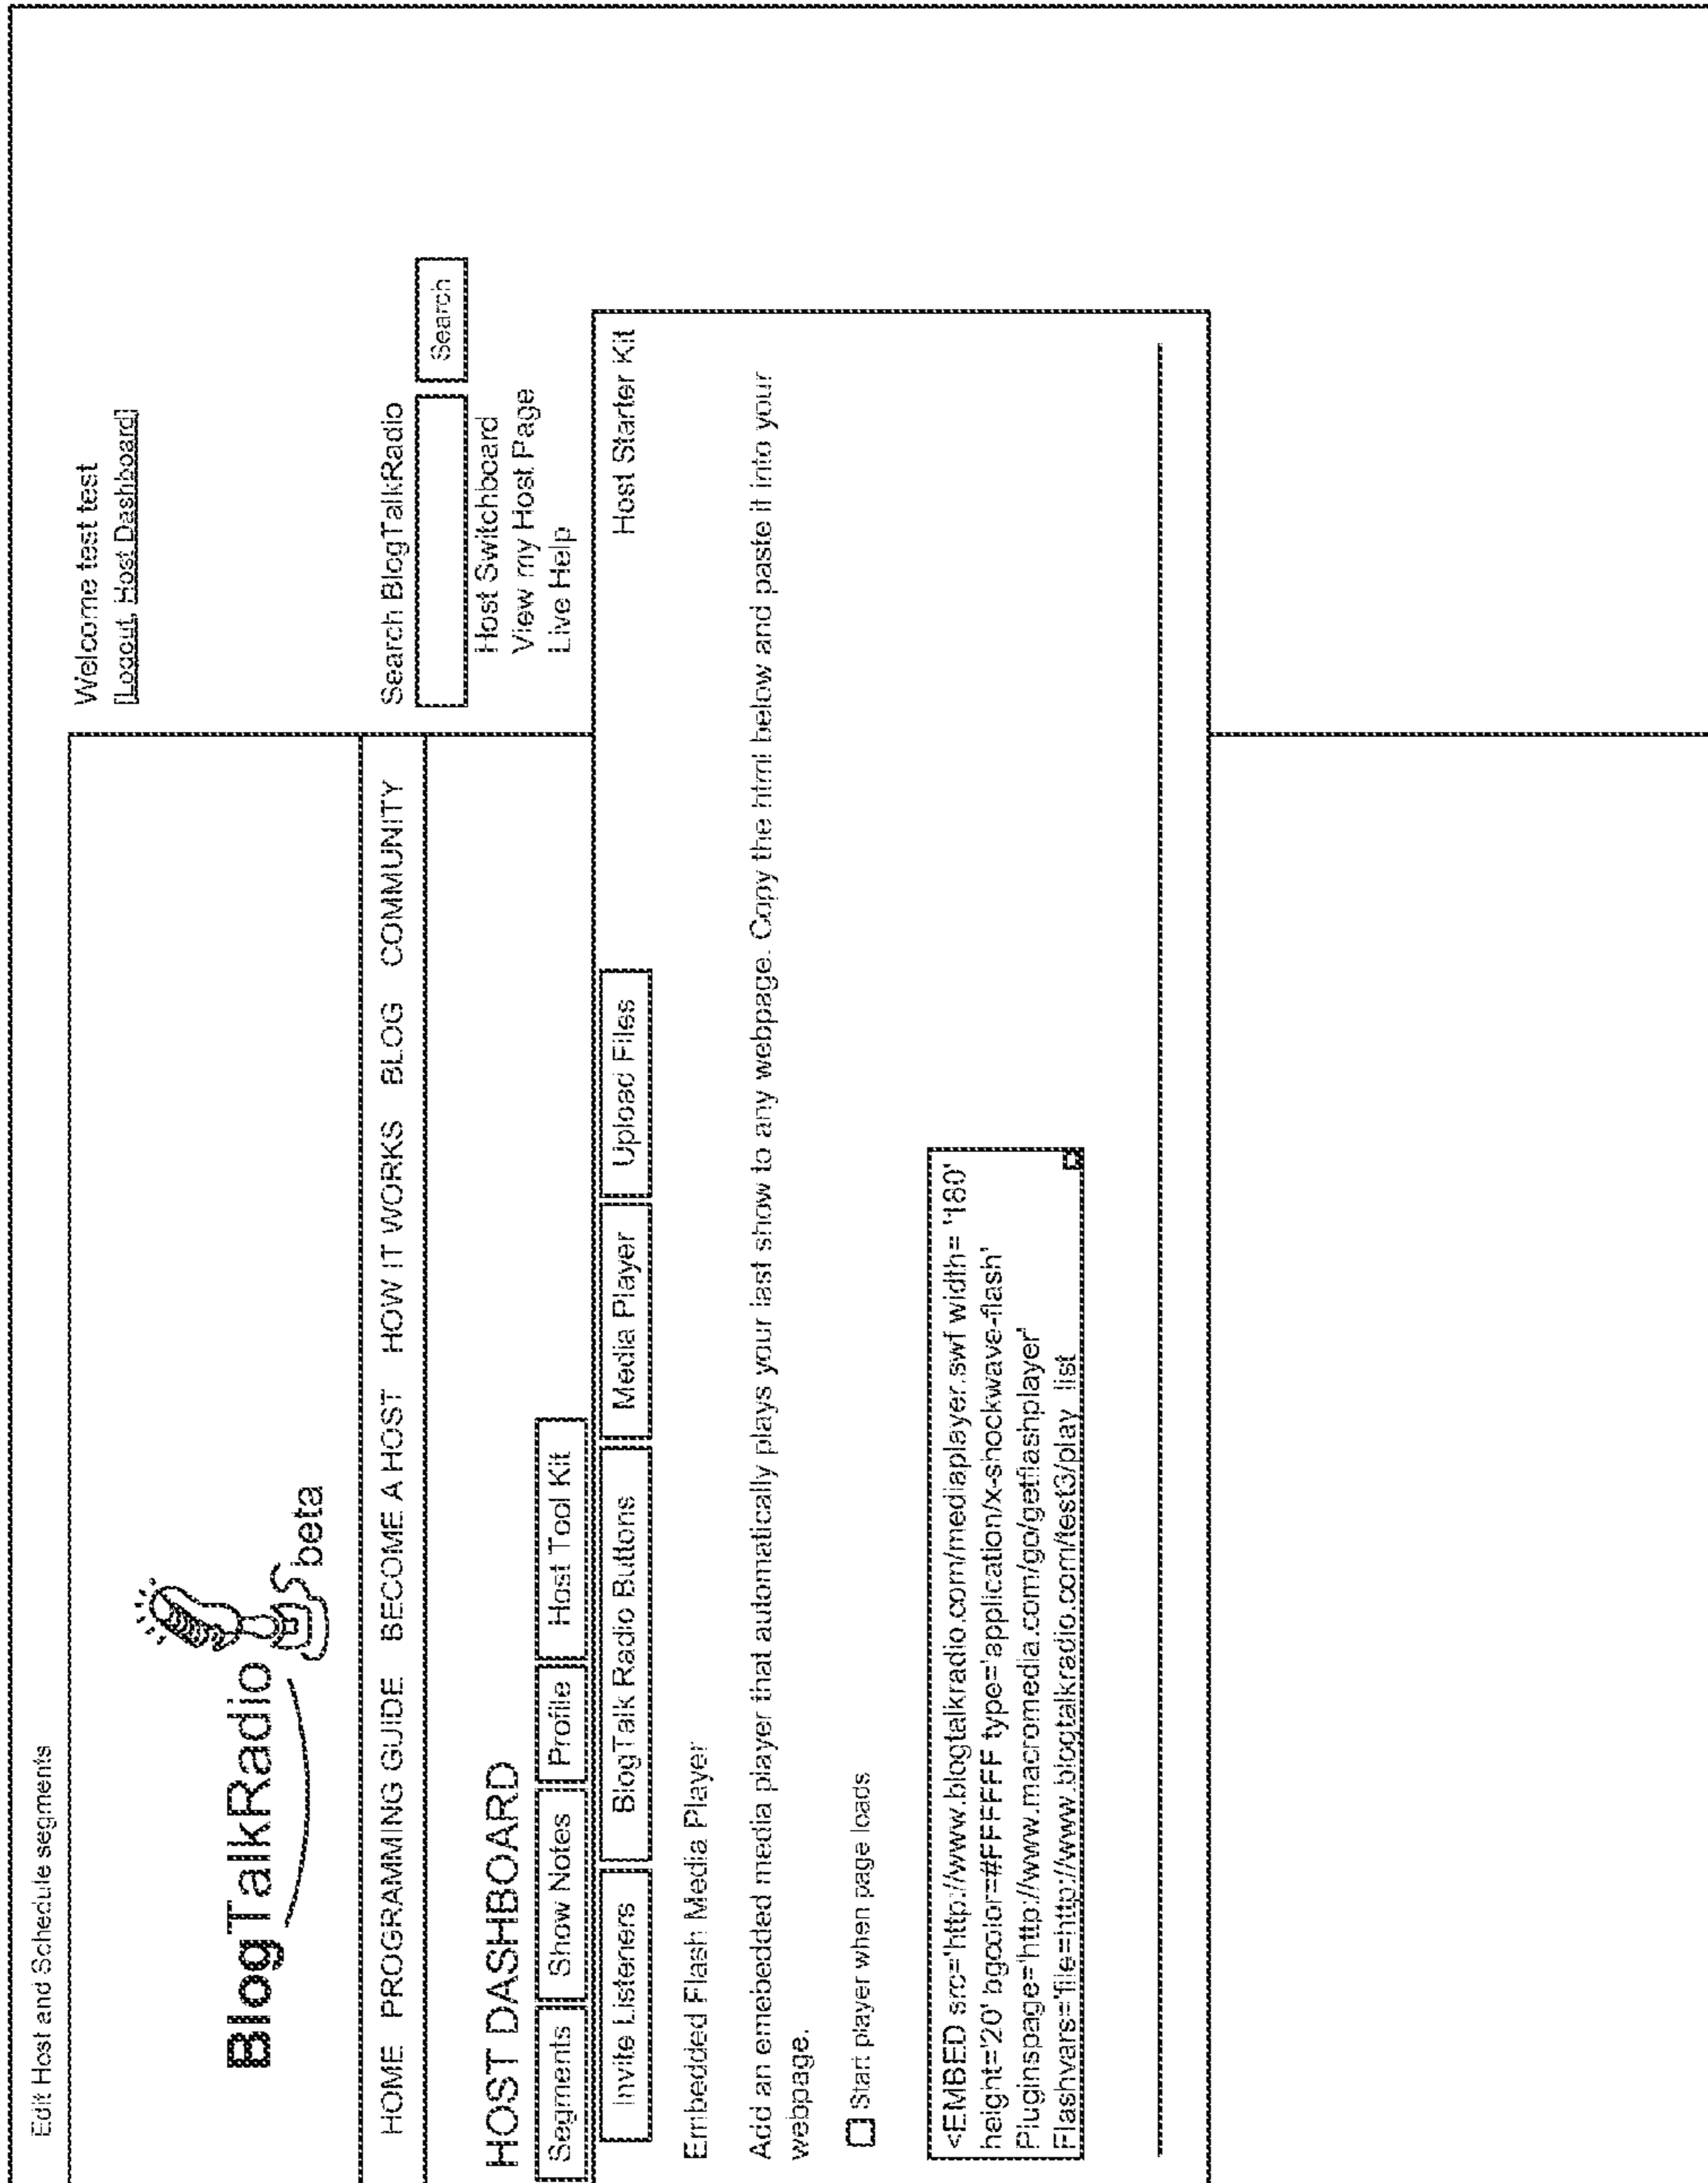 Edit Host and Schedule segments
Welcome test test
[Logout, Host Dashboard]
BlogTalkRadio
beta
HOME PROGRAMMING GUIDE BECOME A HOST HOW IT WORKS BLOG COMMUNITY
Search BlogTalkRadio
Search
HOST DASHBOARD
Host Switchboard
View my Host Page
Live Help
Segments Show Notes Profile Host Tool Kit
Invite Listeners BlogTalk Radio Buttons Media Player Upload Files Host Starter Kit
Embedded Flash Media Player
Add an emebedded media player that automatically plays your last show to any webpage. Copy the html below and paste it into your
webpage.
Start player when page loads
<EMBED src='http://www.blogtalkradio.com/mediaplayer.swf width= '180'
height='20' bgcolor=#FFFFFF type='application/x-shockwave-flash'
Pluginspage='http://www.macromedia.com/go/getflashplayer'
Flashvars='file=http://www.blogtalkradio.com/test3/play_list